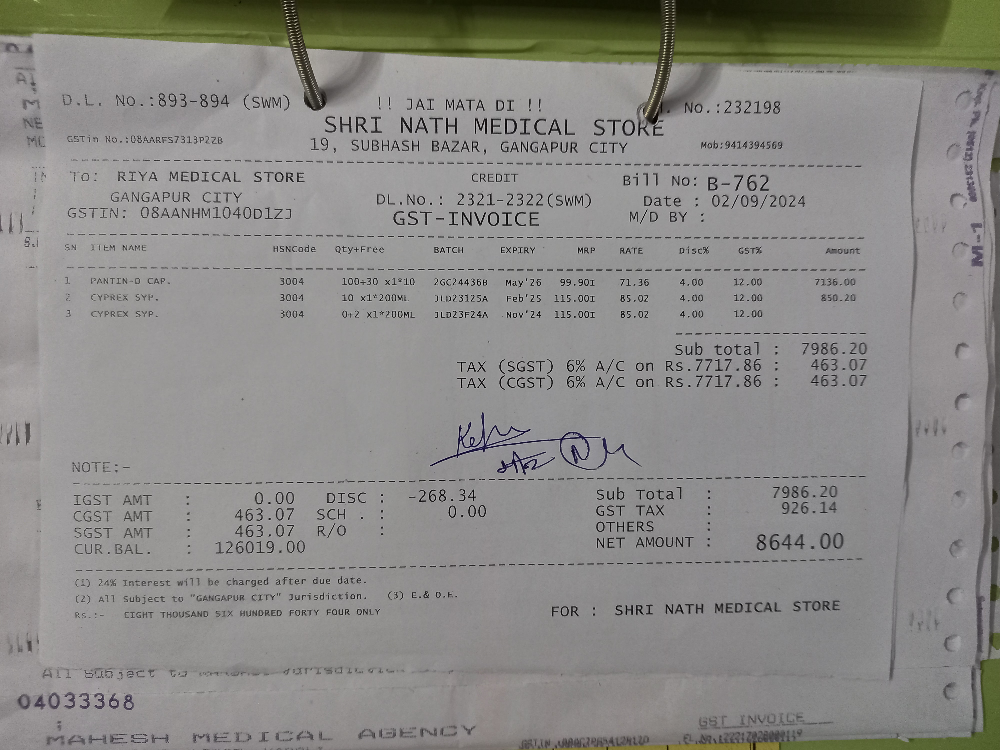 D.L. No.:893-894 (SWM) !! JAI MATA DI !! No.:232198
SHRI NATH MEDICAL STORE
GSTin No.:08AARFS7313P2ZB 19, SUBHASH BAZAR, GANGAPUR CITY Mob:9414394569
To: RIYA MEDICAL STORE CREDIT Bill No: B-762
GANGAPUR CITY DL.No.: 2321-2322(SWM) Date : 02/09/2024
GSTIN: 08AANHM1040D1ZJ GST-INVOICE M/D BY :
SN ITEM NAME HSNCode Qty+Free BATCH EXPIRY MRP RATE Disc% GST% Amount
1 PANTIN-D CAP. 3004 100+30 x1*10 2GC24436B May'26 99.90I 71.36 4.00 12.00 7136.00
2 CYPREX SYP. 3004 10 x1*200ML JLD23125A Feb'25 115.00I 85.02 4.00 12.00 850.20
3 CYPREX SYP. 3004 0+2 x1*200ML JLD23F24A Nov'24 115.00I 85.02 4.00 12.00
Sub total : 7986.20
TAX (SGST) 6% A/C on Rs.7717.86 : 463.07
TAX (CGST) 6% A/C on Rs.7717.86 : 463.07
NOTE:-
IGST AMT : 0.00 DISC : -268.34 Sub Total : 7986.20
CGST AMT : 463.07 SCH . : 0.00 GST TAX : 926.14
SGST AMT : 463.07 R/O : OTHERS :
CUR.BAL. : 126019.00 NET AMOUNT : 8644.00
(1) 24% Interest will be charged after due date.
(2) All Subject to "GANGAPUR CITY" Jurisdiction. (3) E.& O.E.
RS.:- EIGHT THOUSAND SIX HUNDRED FORTY FOUR ONLY FOR : SHRI NATH MEDICAL STORE
All Subject to
04033368
MAHESH MEDICAL AGENCY GST INVOICE